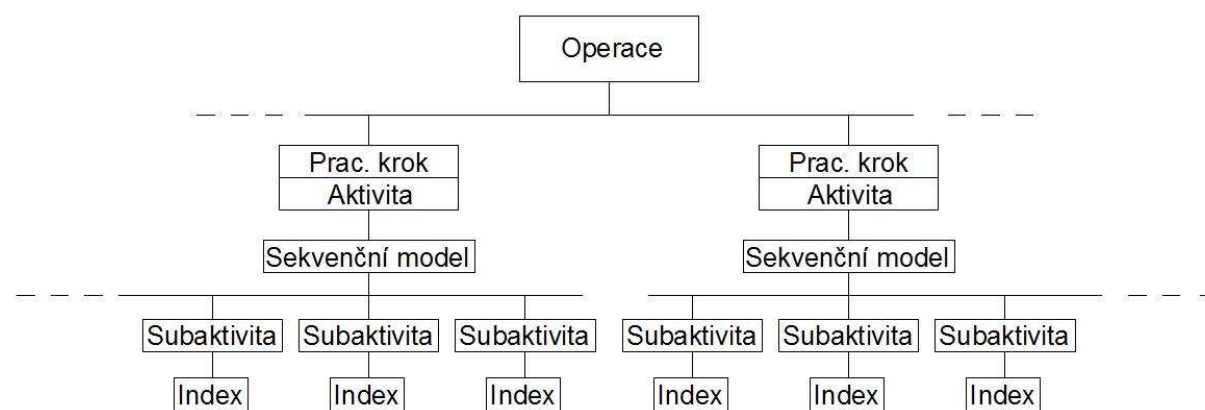 Operace
Prac. krok Prac. krok
Aktivita Aktivita
Sekvenční model Sekvenční model
Subaktivita Subaktivita Subaktivita Subaktivita Subaktivita Subaktivita
Index Index Index Index Index Index